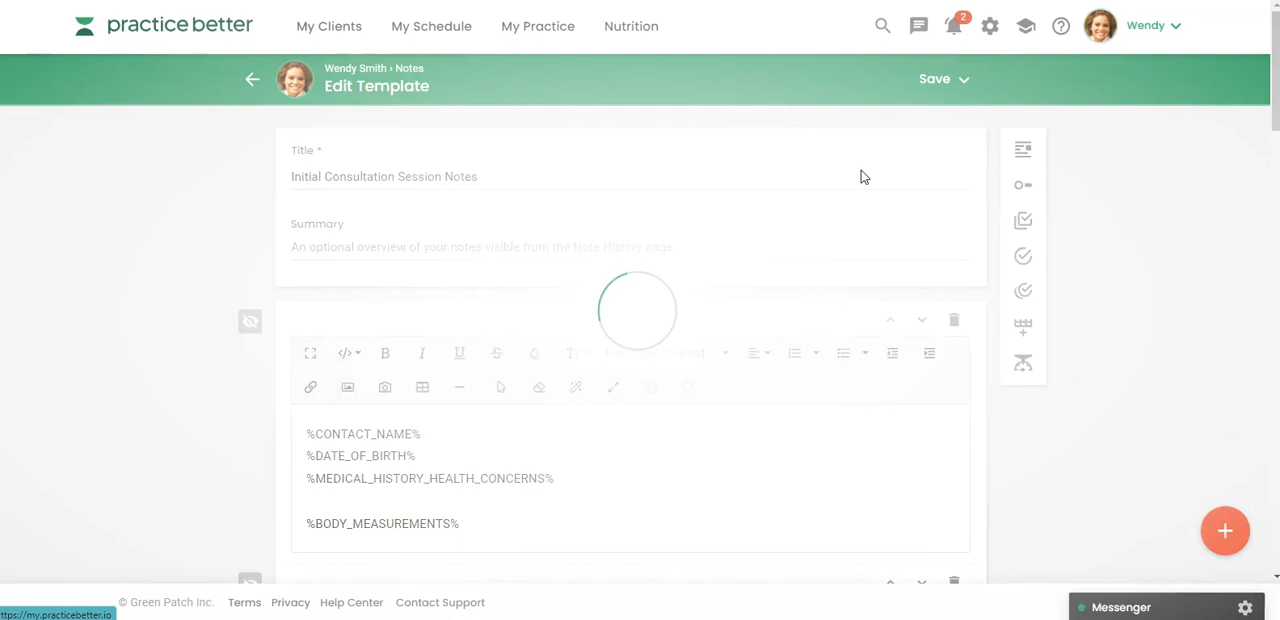 practice better
My Clients
My Schedule
My Practice
Nutrition
2
Wendy
Wendy Smith › Notes
Edit Template
Save
Title *
Initial Consultation Session Notes
Summary
An optional overview of your notes visible from the Note History page
%CONTACT_NAME%
%DATE_OF_BIRTH%
%MEDICAL_HISTORY_HEALTH_CONCERNS%
%BODY_MEASUREMENTS%
© Green Patch Inc.
Terms
Privacy
Help Center
Contact Support
ttps://my.practicebetter.io
Messenger